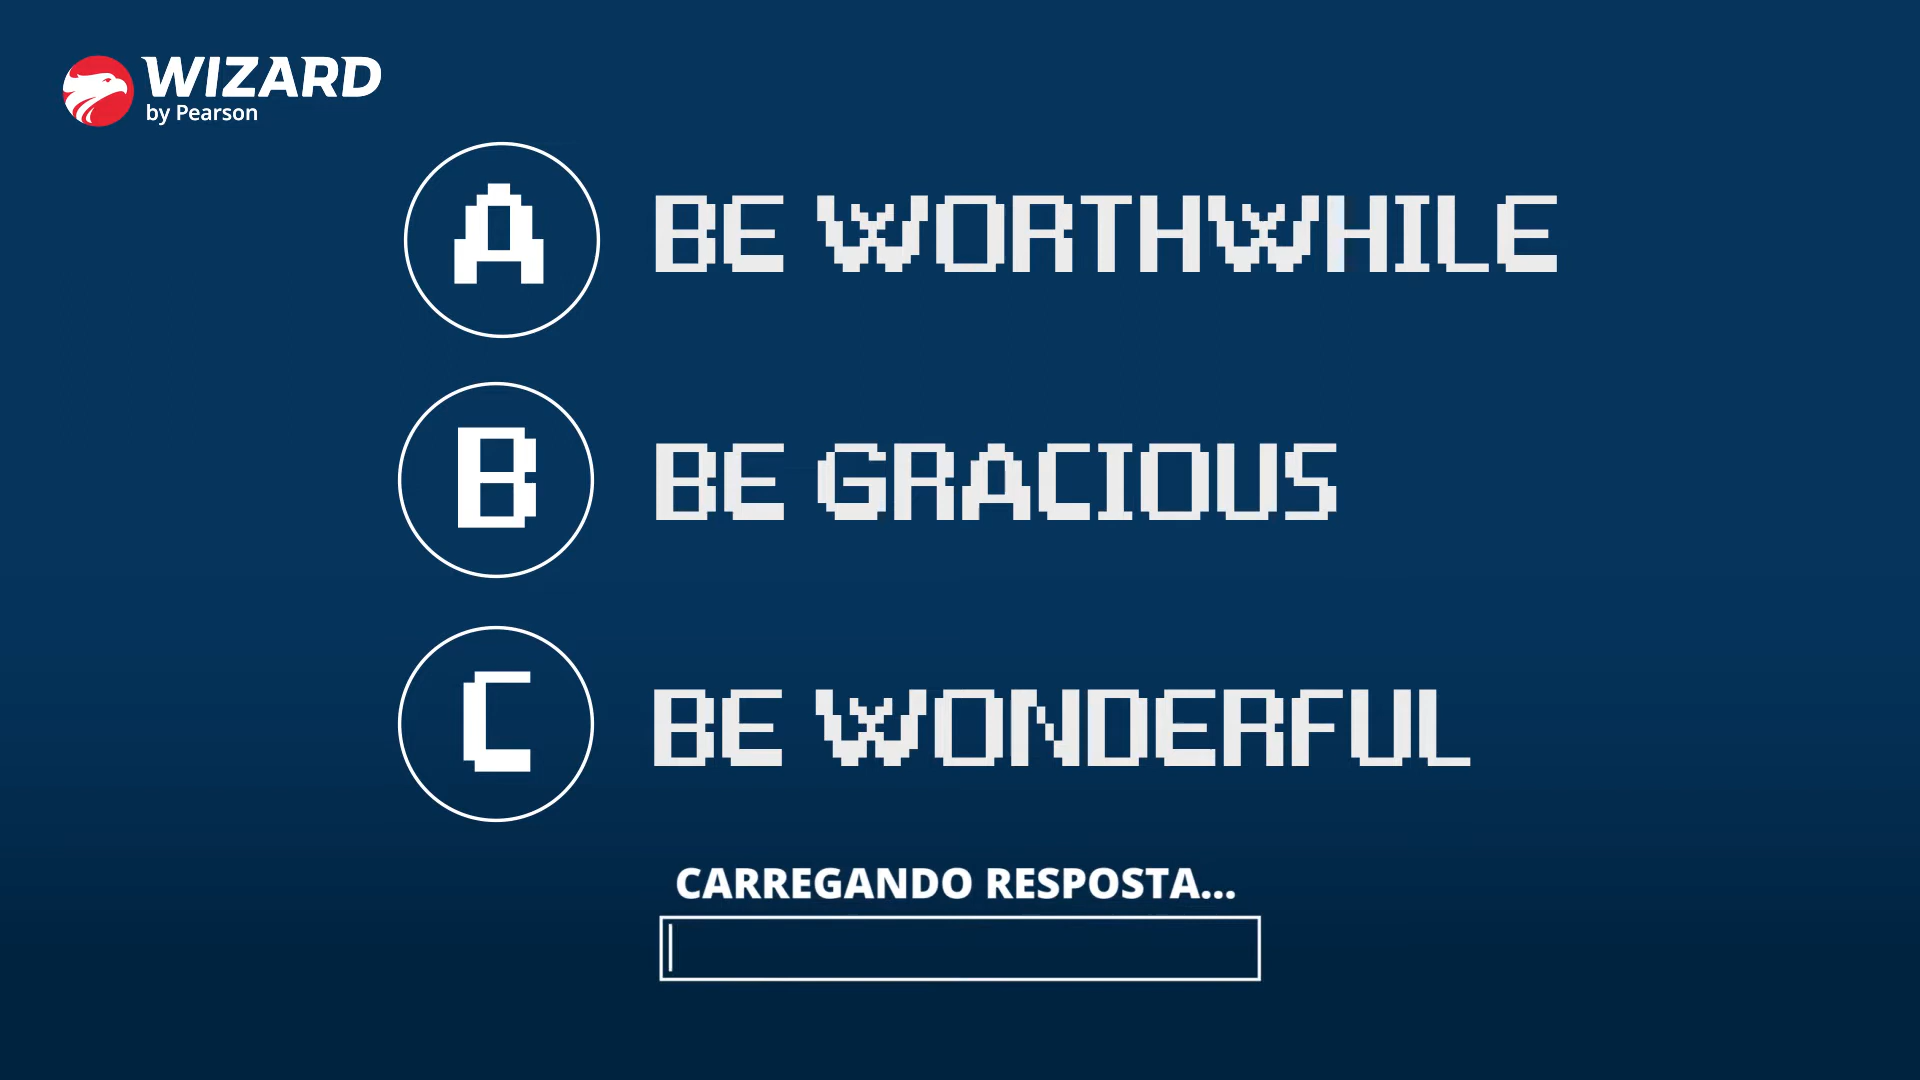 WIZARD
by Pearson
A BE WORTHWHILE
B BE GRACIOUS
C BE WONDERFUL
CARREGANDO RESPOSTA...